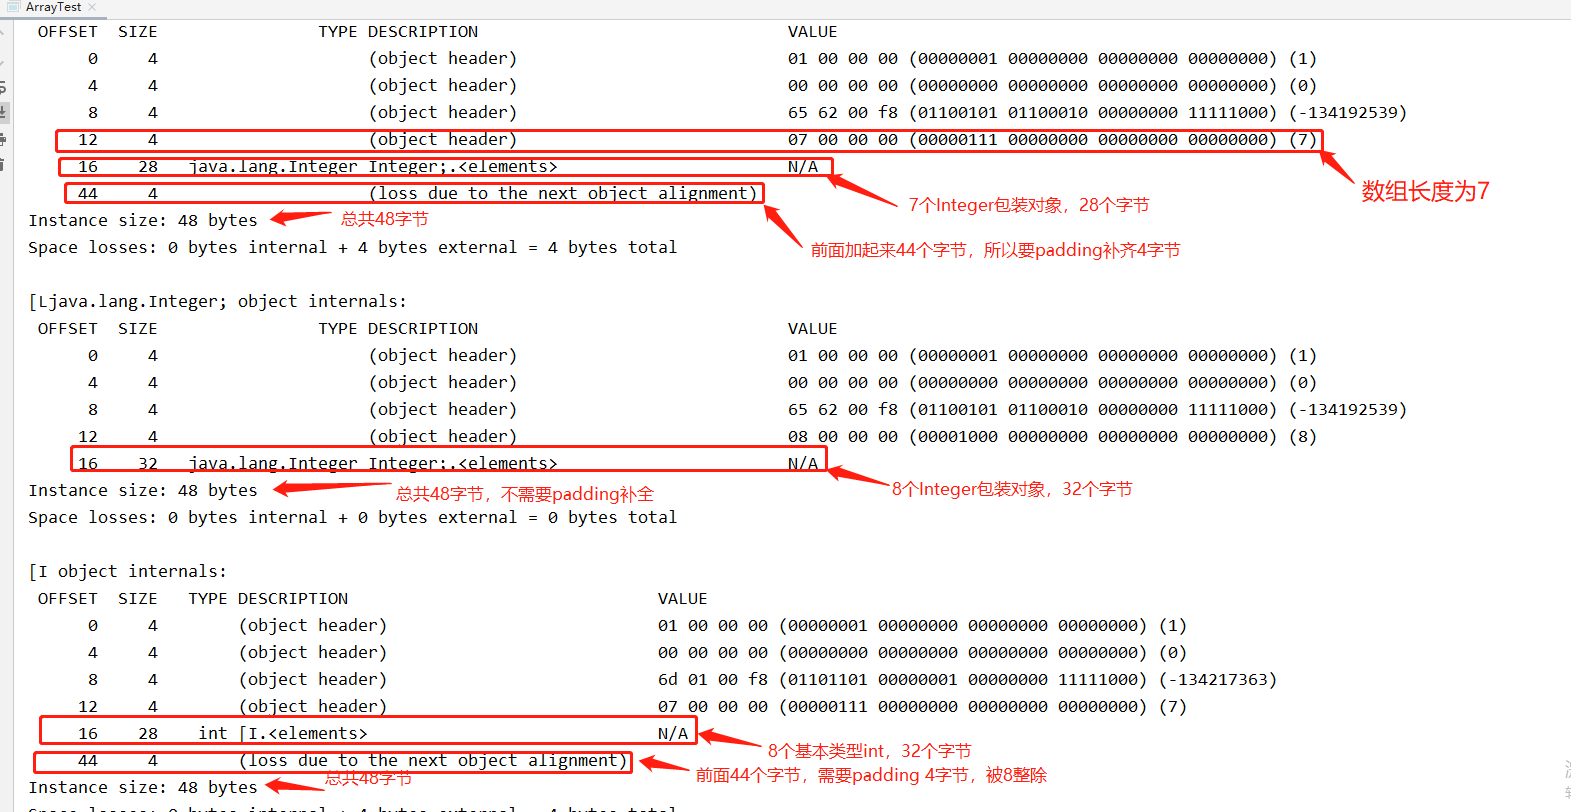 ArrayTest
OFFSET SIZE TYPE DESCRIPTION VALUE
0 4 (object header) 01 00 00 00 (00000001 00000000 00000000 00000000) (1)
4 4 (object header) 00 00 00 00 (00000000 00000000 00000000 00000000) (0)
8 4 (object header) 65 62 00 f8 (01100101 01100010 00000000 11111000) (-134192539)
12 4 (object header) 07 00 00 00 (00000111 00000000 00000000 00000000) (7)
16 28 java.lang.Integer Integer;.<elements> N/A
数组长度为7
44 4 (loss due to the next object alignment)
7个Integer包装对象，28个字节
Instance size: 48 bytes 总共48字节
Space losses: 0 bytes internal + 4 bytes external = 4 bytes total
前面加起来44个字节，所以要padding补齐4字节
[Ljava.lang.Integer; object internals:
OFFSET SIZE TYPE DESCRIPTION VALUE
0 4 (object header) 01 00 00 00 (00000001 00000000 00000000 00000000) (1)
4 4 (object header) 00 00 00 00 (00000000 00000000 00000000 00000000) (0)
8 4 (object header) 65 62 00 f8 (01100101 01100010 00000000 11111000) (-134192539)
12 4 (object header) 08 00 00 00 (00001000 00000000 00000000 00000000) (8)
16 32 java.lang.Integer Integer;.<elements> N/A
8个Integer包装对象，32个字节
Instance size: 48 bytes 总共48字节，不需要padding补全
Space losses: 0 bytes internal + 0 bytes external = 0 bytes total
[I object internals:
OFFSET SIZE TYPE DESCRIPTION VALUE
0 4 (object header) 01 00 00 00 (00000001 00000000 00000000 00000000) (1)
4 4 (object header) 00 00 00 00 (00000000 00000000 00000000 00000000) (0)
8 4 (object header) 6d 01 00 f8 (01101101 00000001 00000000 11111000) (-134217363)
12 4 (object header) 07 00 00 00 (00000111 00000000 00000000 00000000) (7)
16 28 int [I.<elements> N/A
8个基本类型int，32个字节
44 4 (loss due to the next object alignment)
前面44个字节，需要padding 4字节，被8整除
Instance size: 48 bytes 总共48字节